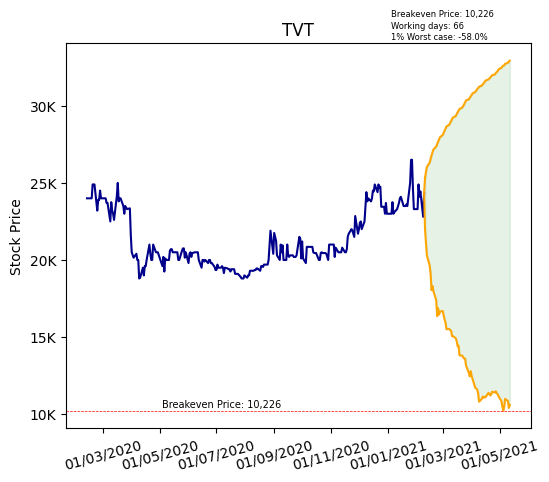 Breakeven Price: 10,226
Working days: 66
1% Worst case: -58.0%
TVT
Stock Price
30K
25K
20K
15K
10K
Breakeven Price: 10,226
01/03/2020 01/05/2020 01/07/2020 01/09/2020 01/11/2020 01/01/2021 01/03/2021 01/05/2021